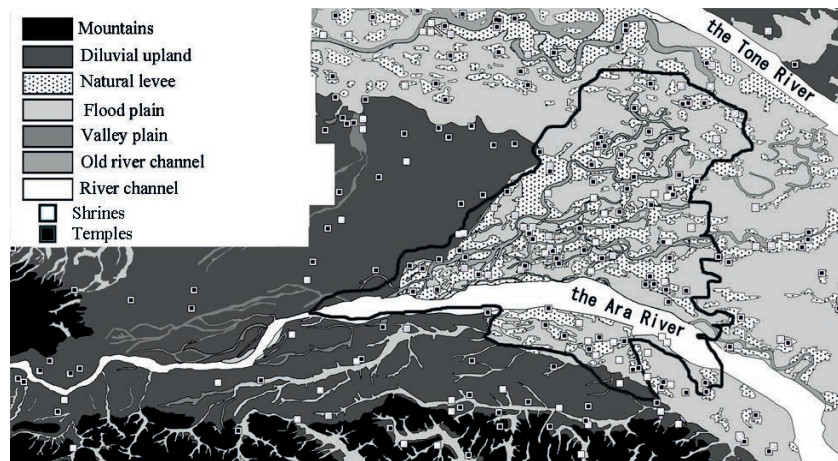 Mountains
Diluvial upland
Natural levee
Flood plain
Valley plain
Old river channel
River channel
Shrines
Temples
the Tone River
the Ara River